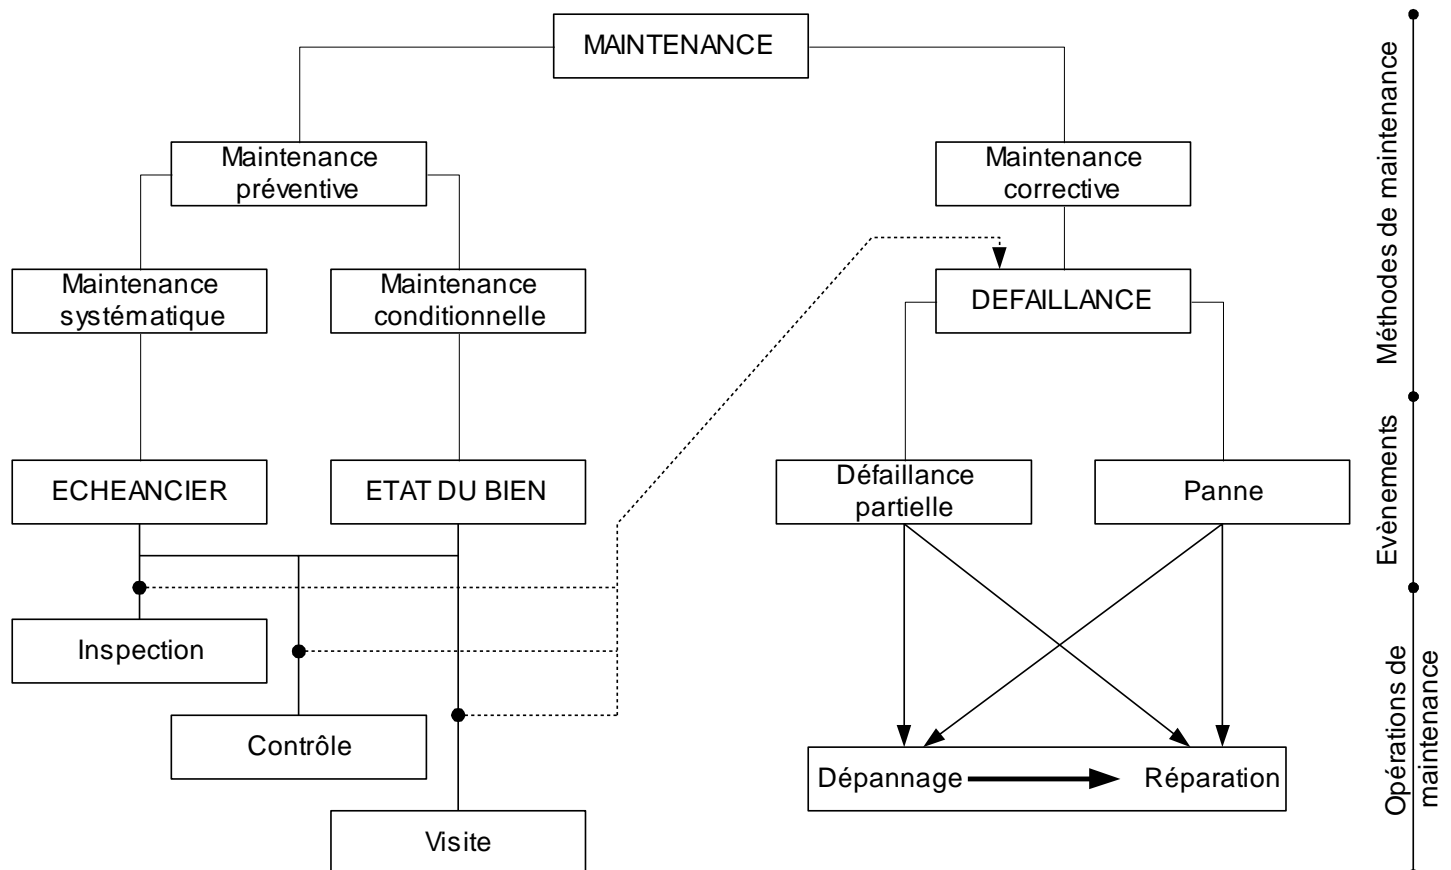 MAINTENANCE
Maintenance
préventive
Maintenance
corrective
Maintenance
systématique
Maintenance
conditionnelle
DEFAILLANCE
ECHEANCIER
ETAT DU BIEN
Défaillance
partielle
Panne
Inspection
Contrôle
Visite
Dépannage
Réparation
Méthodes de maintenance
Evènements
Opérations de
maintenance